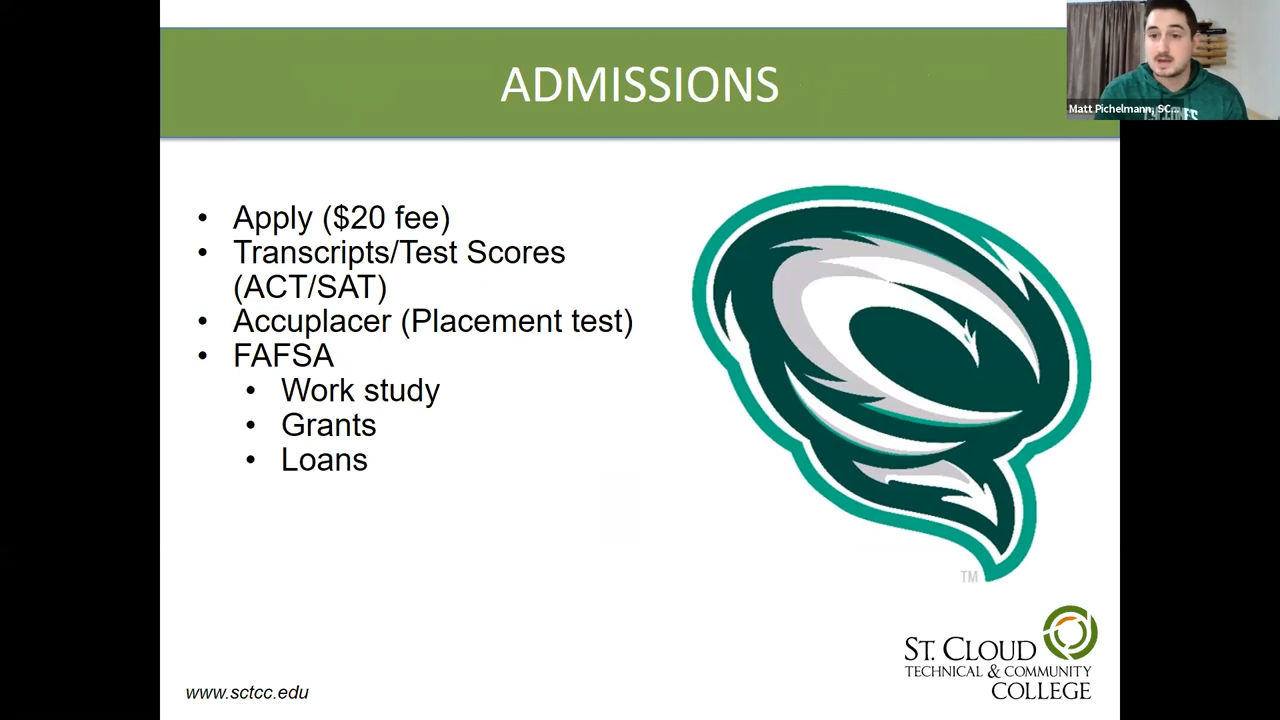 ADMISSIONS
Matt Pichelmann, SC...
• Apply ($20 fee)
• Transcripts/Test Scores
(ACT/SAT)
• Accuplacer (Placement test)
• FAFSA
• Work study
• Grants
• Loans
TM
ST. CLOUD
TECHNICAL & COMMUNITY
COLLEGE
www.sctcc.edu